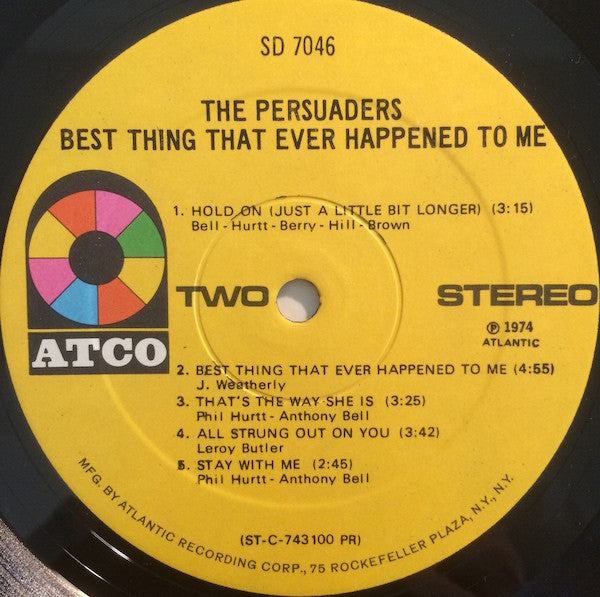 SD 7046
THE PERSUADERS
BEST THING THAT EVER HAPPENED TO ME
1. HOLD ON (JUST A LITTLE BIT LONGER) (3:15)
Bell - Hurtt - Berry - Hill - Brown
TWO
STEREO
℗ 1974
ATLANTIC
ATCO
2. BEST THING THAT EVER HAPPENED TO ME (4:55)
J. Weatherly
3. THAT'S THE WAY SHE IS (3:25)
Phil Hurtt - Anthony Bell
4. ALL STRUNG OUT ON YOU (3:42)
Leroy Butler
5. STAY WITH ME (2:45)
Phil Hurtt - Anthony Bell
(ST-C-743100 PR)
MFG. BY ATLANTIC RECORDING CORP., 75 ROCKEFELLER PLAZA, N.Y., N.Y.